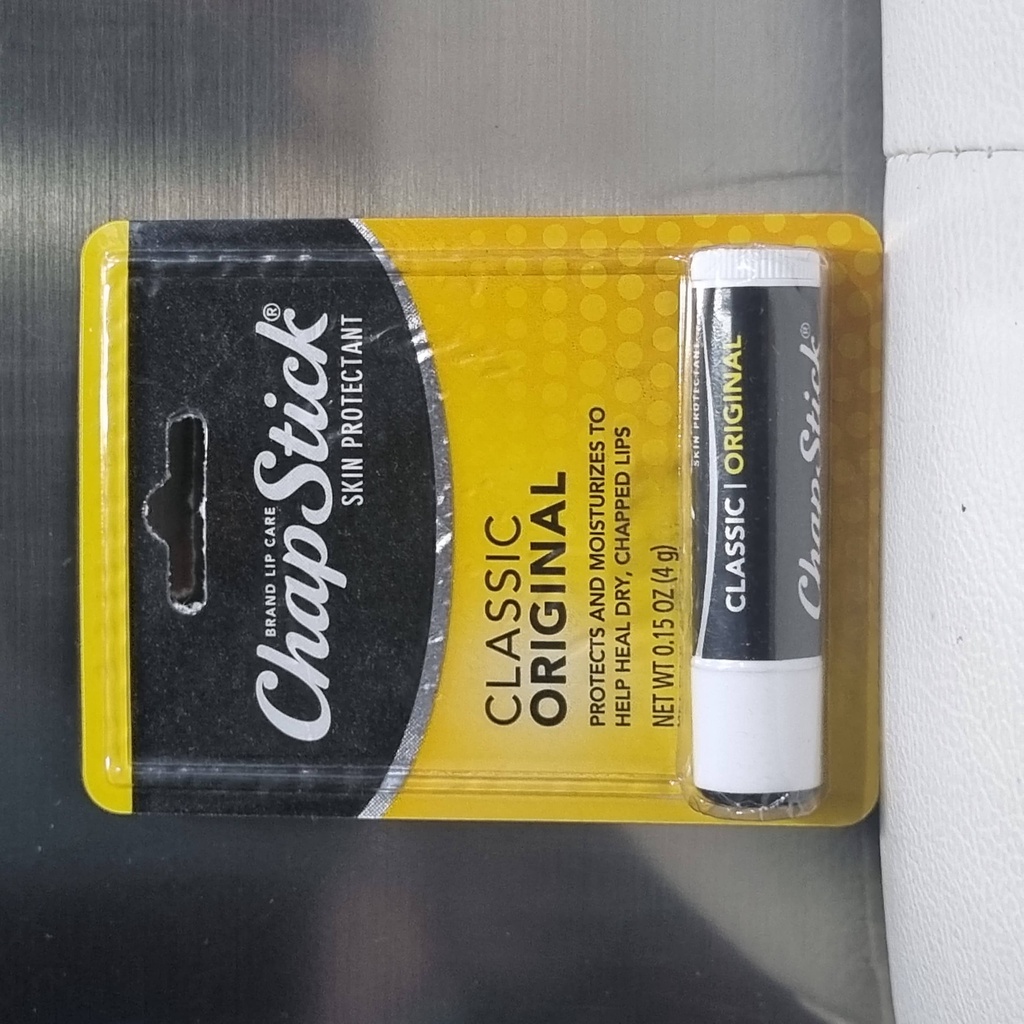 BRAND LIP CARE
ChapStick®
SKIN PROTECTANT
CLASSIC
ORIGINAL
PROTECTS AND MOISTURIZES TO
HELP HEAL DRY, CHAPPED LIPS
NET WT 0.15 OZ (4 g)
SKIN PROTECTANT
CLASSIC | ORIGINAL
ChapStick®